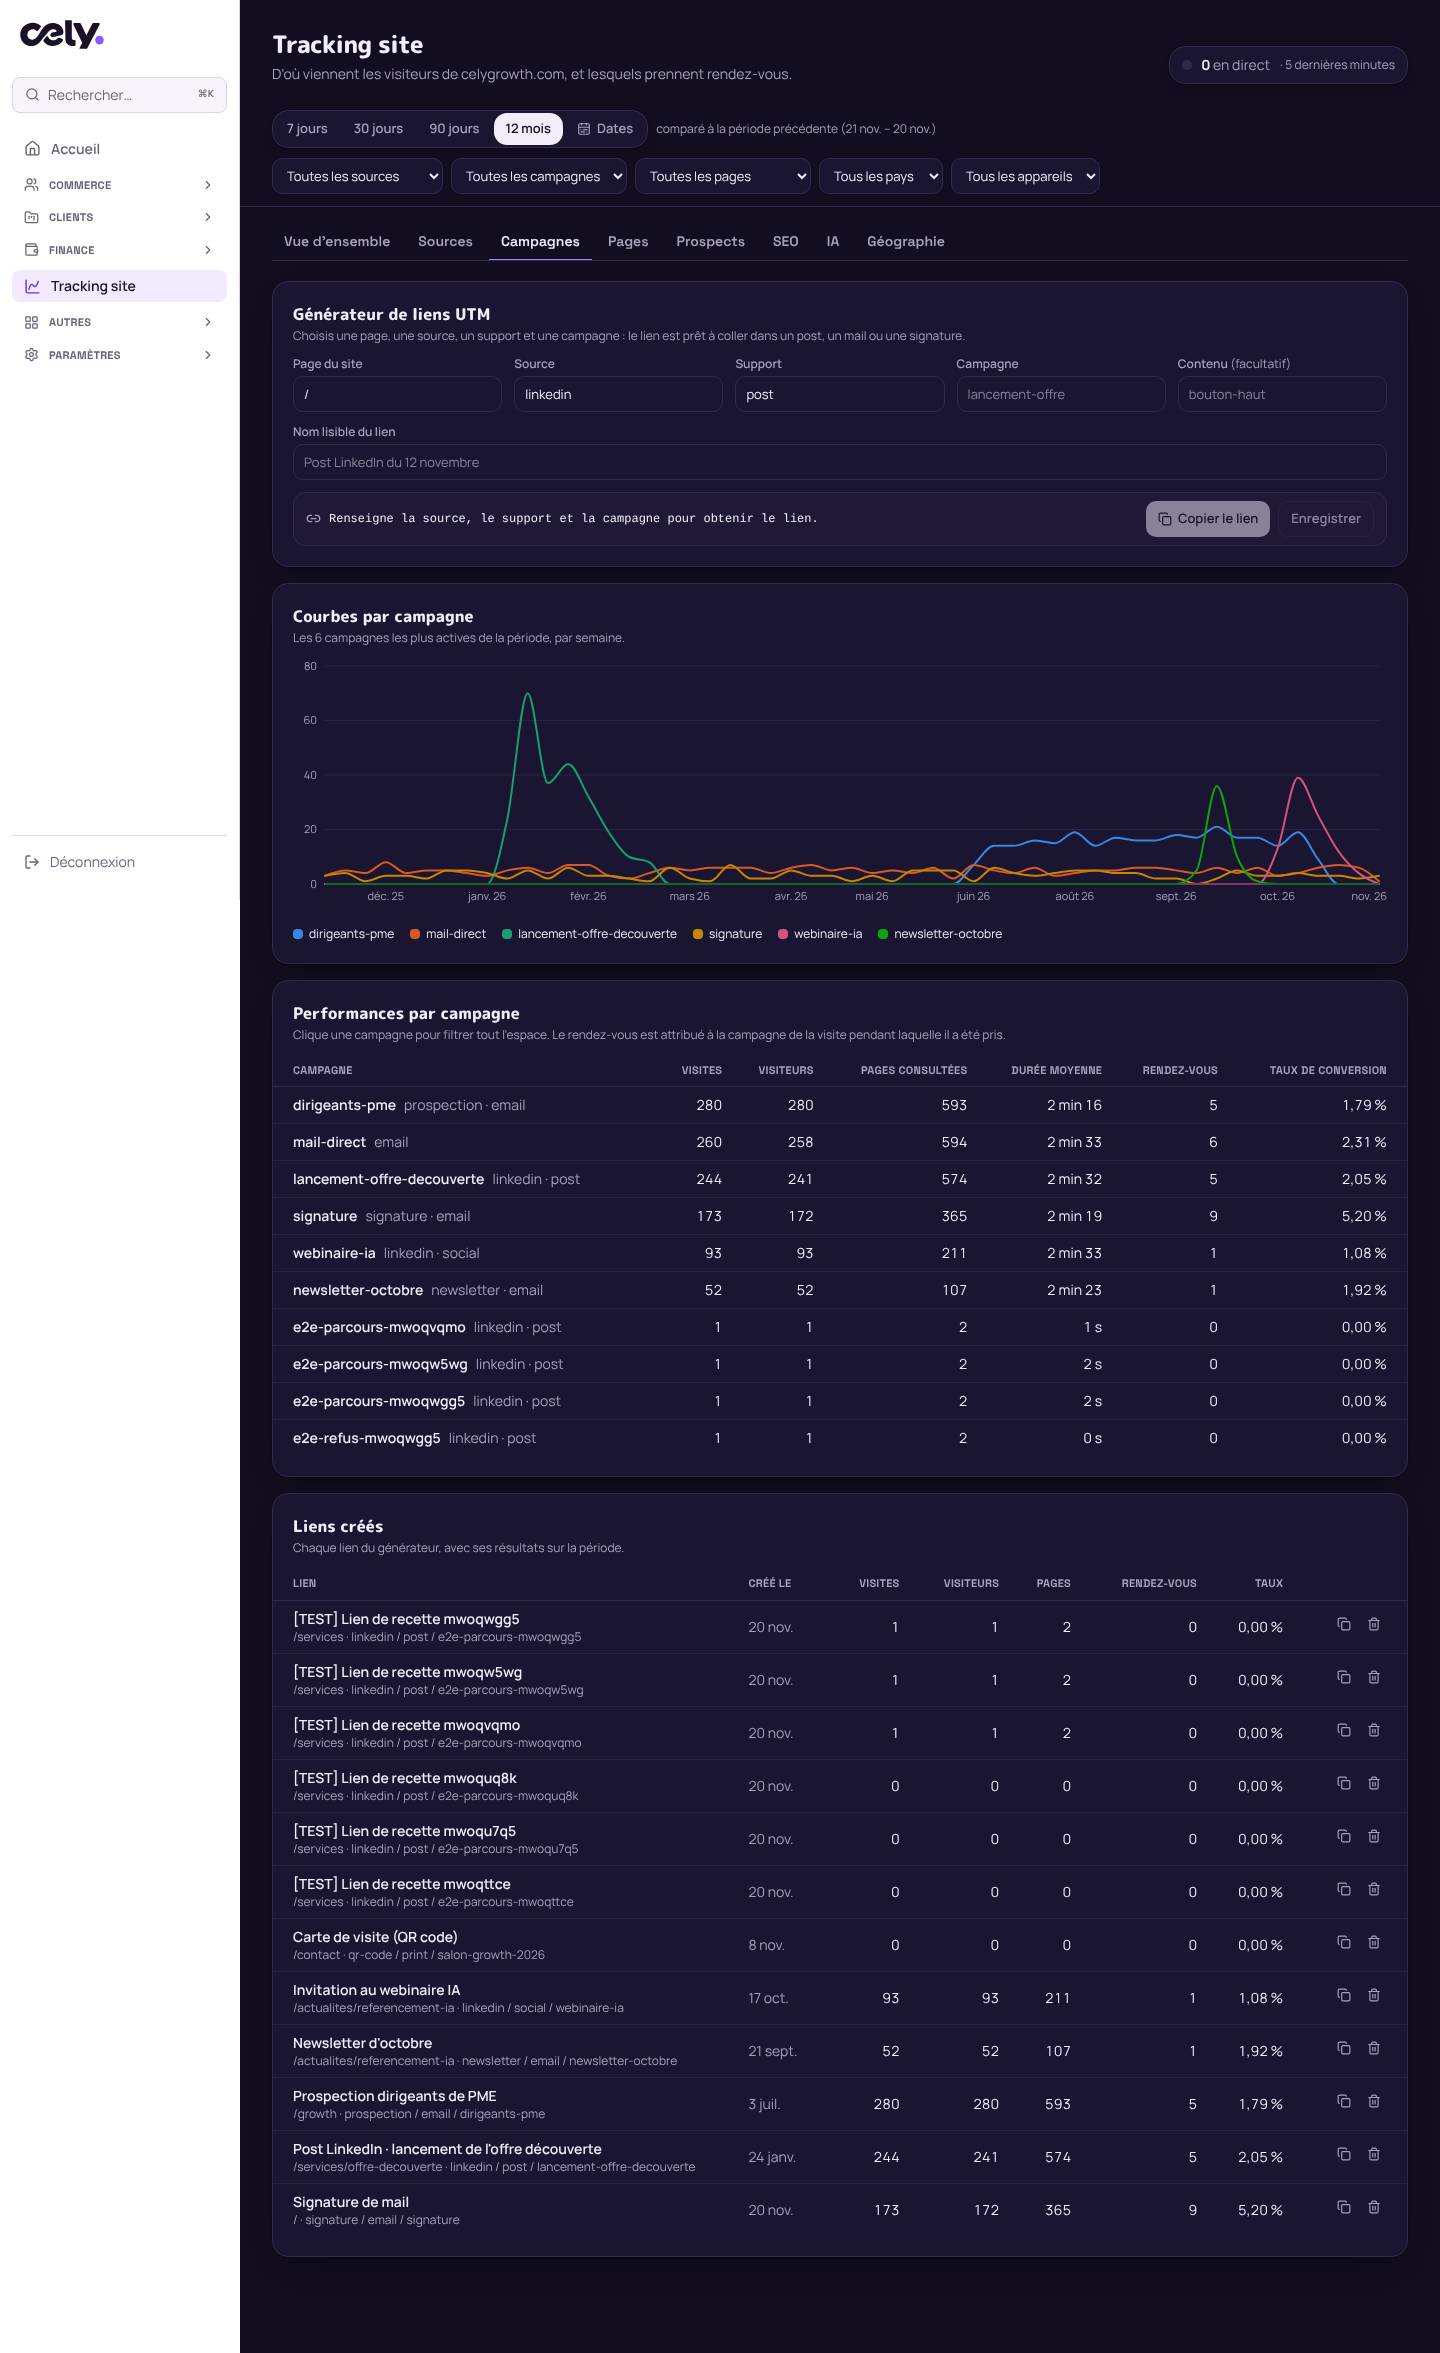 cely.
Rechercher... ⌘K
Accueil
COMMERCE
CLIENTS
FINANCE
Tracking site
AUTRES
PARAMÈTRES
Déconnexion
Tracking site
D'où viennent les visiteurs de celygrowth.com, et lesquels prennent rendez-vous.
0 en direct · 5 dernières minutes
7 jours 30 jours 90 jours 12 mois Dates comparé à la période précédente (21 nov. – 20 nov.)
Toutes les sources Toutes les campagnes Toutes les pages Tous les pays Tous les appareils
Vue d'ensemble Sources Campagnes Pages Prospects SEO IA Géographie
Générateur de liens UTM
Choisis une page, une source, un support et une campagne : le lien est prêt à coller dans un post, un mail ou une signature.
Page du site Source Support Campagne Contenu (facultatif)
/ linkedin post lancement-offre bouton-haut
Nom lisible du lien
Post LinkedIn du 12 novembre
Renseigne la source, le support et la campagne pour obtenir le lien. Copier le lien Enregistrer
Courbes par campagne
Les 6 campagnes les plus actives de la période, par semaine.
80
60
40
20
0
déc. 25 janv. 26 févr. 26 mars 26 avr. 26 mai 26 juin 26 août 26 sept. 26 oct. 26 nov. 26
dirigeants-pme mail-direct lancement-offre-decouverte signature webinaire-ia newsletter-octobre
Performances par campagne
Clique une campagne pour filtrer tout l'espace. Le rendez-vous est attribué à la campagne de la visite pendant laquelle il a été pris.
CAMPAGNE VISITES VISITEURS PAGES CONSULTÉES DURÉE MOYENNE RENDEZ-VOUS TAUX DE CONVERSION
dirigeants-pme prospection · email 280 280 593 2 min 16 5 1,79 %
mail-direct email 260 258 594 2 min 33 6 2,31 %
lancement-offre-decouverte linkedin · post 244 241 574 2 min 32 5 2,05 %
signature signature · email 173 172 365 2 min 19 9 5,20 %
webinaire-ia linkedin · social 93 93 211 2 min 33 1 1,08 %
newsletter-octobre newsletter · email 52 52 107 2 min 23 1 1,92 %
e2e-parcours-mwoqvqmo linkedin · post 1 1 2 1 s 0 0,00 %
e2e-parcours-mwoqw5wg linkedin · post 1 1 2 2 s 0 0,00 %
e2e-parcours-mwoqwgg5 linkedin · post 1 1 2 2 s 0 0,00 %
e2e-refus-mwoqwgg5 linkedin · post 1 1 2 0 s 0 0,00 %
Liens créés
Chaque lien du générateur, avec ses résultats sur la période.
LIEN CRÉÉ LE VISITES VISITEURS PAGES RENDEZ-VOUS TAUX
[TEST] Lien de recette mwoqwgg5
/services · linkedin / post / e2e-parcours-mwoqwgg5
20 nov. 1 1 2 0 0,00 %
[TEST] Lien de recette mwoqw5wg
/services · linkedin / post / e2e-parcours-mwoqw5wg
20 nov. 1 1 2 0 0,00 %
[TEST] Lien de recette mwoqvqmo
/services · linkedin / post / e2e-parcours-mwoqvqmo
20 nov. 1 1 2 0 0,00 %
[TEST] Lien de recette mwoquq8k
/services · linkedin / post / e2e-parcours-mwoquq8k
20 nov. 0 0 0 0 0,00 %
[TEST] Lien de recette mwoqu7q5
/services · linkedin / post / e2e-parcours-mwoqu7q5
20 nov. 0 0 0 0 0,00 %
[TEST] Lien de recette mwoqttce
/services · linkedin / post / e2e-parcours-mwoqttce
20 nov. 0 0 0 0 0,00 %
Carte de visite (QR code)
/contact · qr-code / print / salon-growth-2026
8 nov. 0 0 0 0 0,00 %
Invitation au webinaire IA
/actualites/referencement-ia · linkedin / social / webinaire-ia
17 oct. 93 93 211 1 1,08 %
Newsletter d'octobre
/actualites/referencement-ia · newsletter / email / newsletter-octobre
21 sept. 52 52 107 1 1,92 %
Prospection dirigeants de PME
/growth · prospection / email / dirigeants-pme
3 juil. 280 280 593 5 1,79 %
Post LinkedIn · lancement de l'offre découverte
/services/offre-decouverte · linkedin / post / lancement-offre-decouverte
24 janv. 244 241 574 5 2,05 %
Signature de mail
/ · signature / email / signature
20 nov. 173 172 365 9 5,20 %